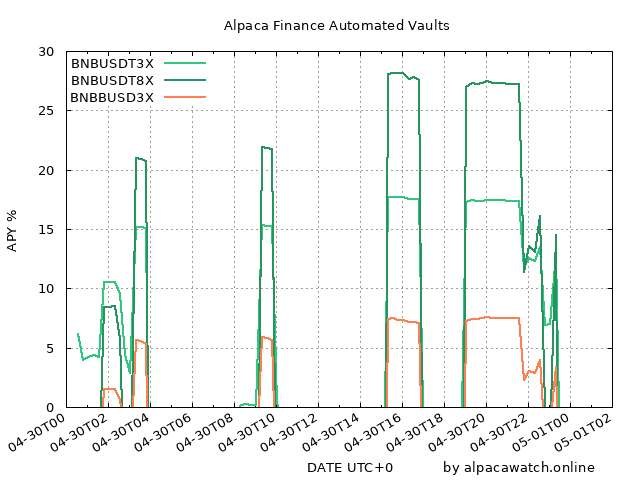 Alpaca Finance Automated Vaults
BNBUSDT3X
BNBUSDT8X
BNBBUSD3X
APY %
30
25
20
15
10
5
0
04-30T00
04-30T02
04-30T04
04-30T06
04-30T08
04-30T10
04-30T12
04-30T14
04-30T16
04-30T18
04-30T20
04-30T22
05-01T00
05-01T02
DATE UTC+0
by alpacawatch.online